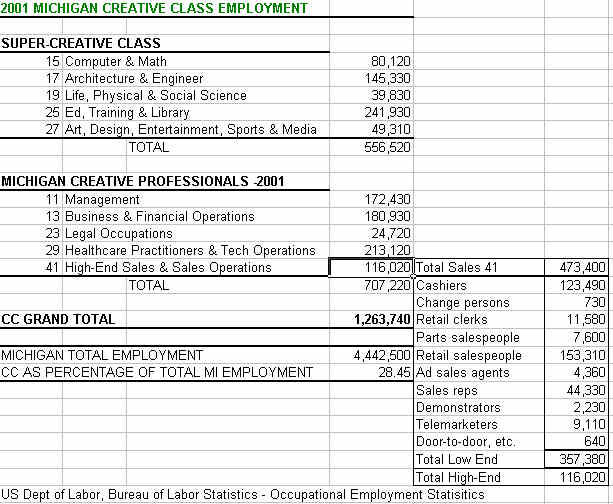 2001 MICHIGAN CREATIVE CLASS EMPLOYMENT
SUPER-CREATIVE CLASS
15 Computer & Math 80,120
17 Architecture & Engineer 145,330
19 Life, Physical & Social Science 39,830
25 Ed, Training & Library 241,930
27 Art, Design, Entertainment, Sports & Media 49,310
TOTAL 556,520
MICHIGAN CREATIVE PROFESSIONALS -2001
11 Management 172,430
13 Business & Financial Operations 180,930
23 Legal Occupations 24,720
29 Healthcare Practitioners & Tech Operations 213,120
41 High-End Sales & Sales Operations 116,020 Total Sales 41 473,400
TOTAL 707,220 Cashiers 123,490
Change persons 730
CC GRAND TOTAL 1,263,740 Retail clerks 11,580
Parts salespeople 7,600
MICHIGAN TOTAL EMPLOYMENT 4,442,500 Retail salespeople 153,310
CC AS PERCENTAGE OF TOTAL MI EMPLOYMENT 28.45 Ad sales agents 4,360
Sales reps 44,330
Demonstrators 2,230
Telemarketers 9,110
Door-to-door, etc. 640
Total Low End 357,380
Total High-End 116,020
US Dept of Labor, Bureau of Labor Statistics - Occupational Employment Statisitics